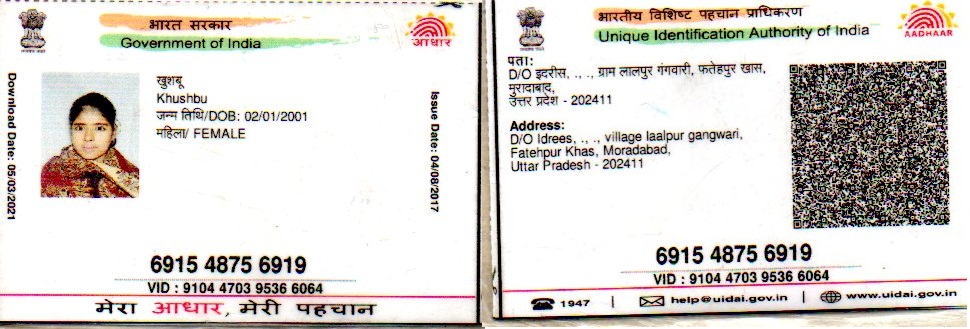 भारत सरकार
Government of India
आधार
Download Date: 05/03/2021
खुशबू
Khushbu
जन्म तिथि/DOB: 02/01/2001
महिला/ FEMALE
Issue Date: 04/08/2017
6915 4875 6919
VID : 9104 4703 9536 6064
मेरा आधार, मेरी पहचान
भारतीय विशिष्ट पहचान प्राधिकरण
Unique Identification Authority of India
AADHAAR
पता:
D/O इदरीस, ., ., ग्राम लालपुर गंगवारी, फतेहपुर खास,
मुरादाबाद,
उत्तर प्रदेश - 202411
Address:
D/O Idrees, ., ., village laalpur gangwari,
Fatehpur Khas, Moradabad,
Uttar Pradesh - 202411
6915 4875 6919
VID : 9104 4703 9536 6064
1947 | help@uidai.gov.in | www.uidai.gov.in